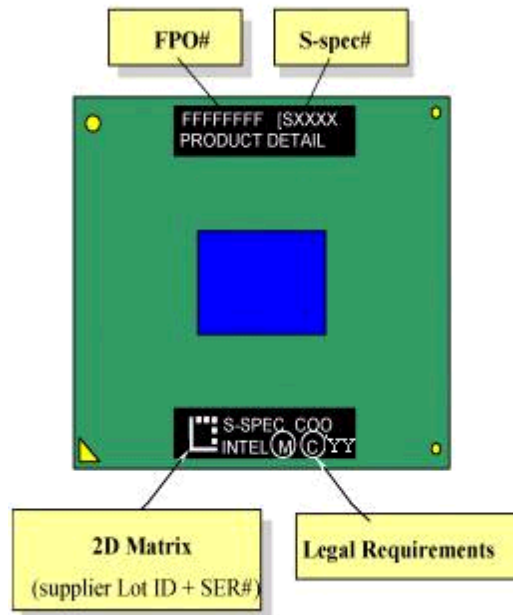 FPO#
S-spec#
FFFFFFFF [SXXXX
PRODUCT DETAIL
S-SPEC COO
INTEL M C YY
2D Matrix
(supplier Lot ID + SER#)
Legal Requirements